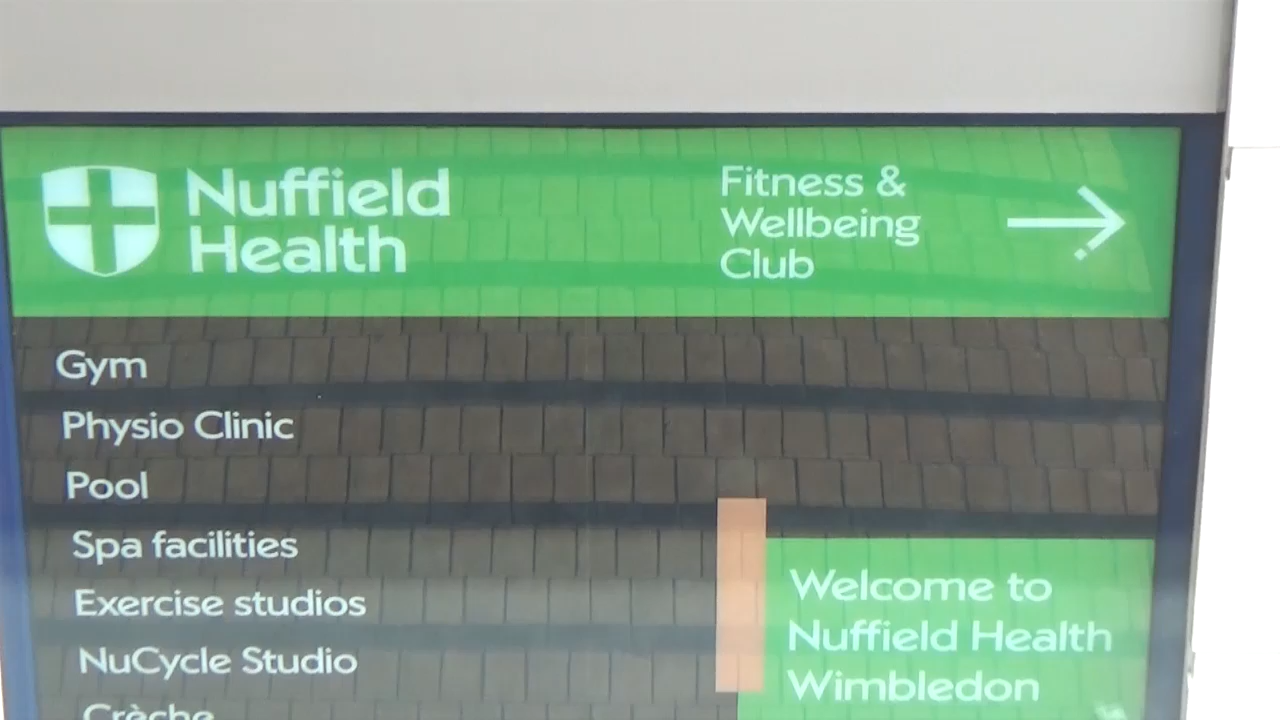 Nuffield
Health
Fitness &
Wellbeing
Club
Gym
Physio Clinic
Pool
Spa facilities
Exercise studios
NuCycle Studio
Crèche
Welcome to
Nuffield Health
Wimbledon